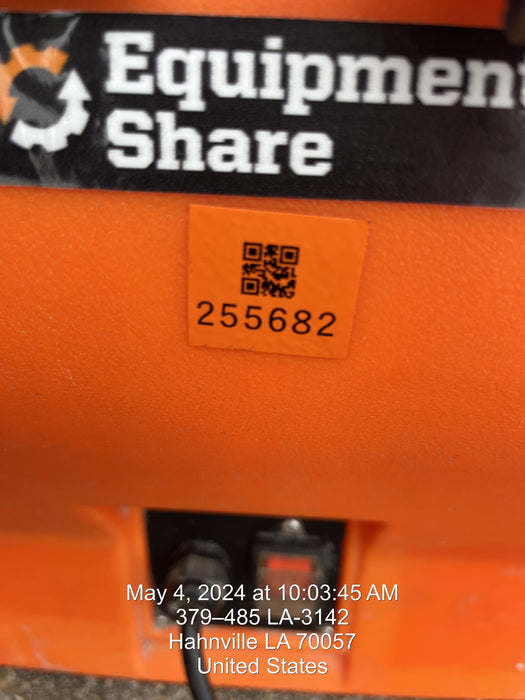 Equipmen
Share
255682
May 4, 2024 at 10:03:45 AM
379–485 LA-3142
Hahnville LA 70057
United States